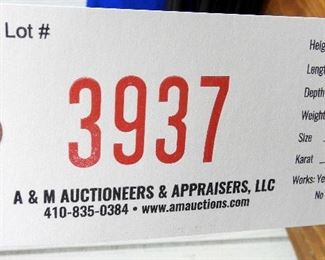 Lot #
3937
A & M AUCTIONEERS & APPRAISERS, LLC
410-835-0384 • www.amauctions.com
Heig
Lengt
Depth
Weight
Size
Karat
Works: Ye
No